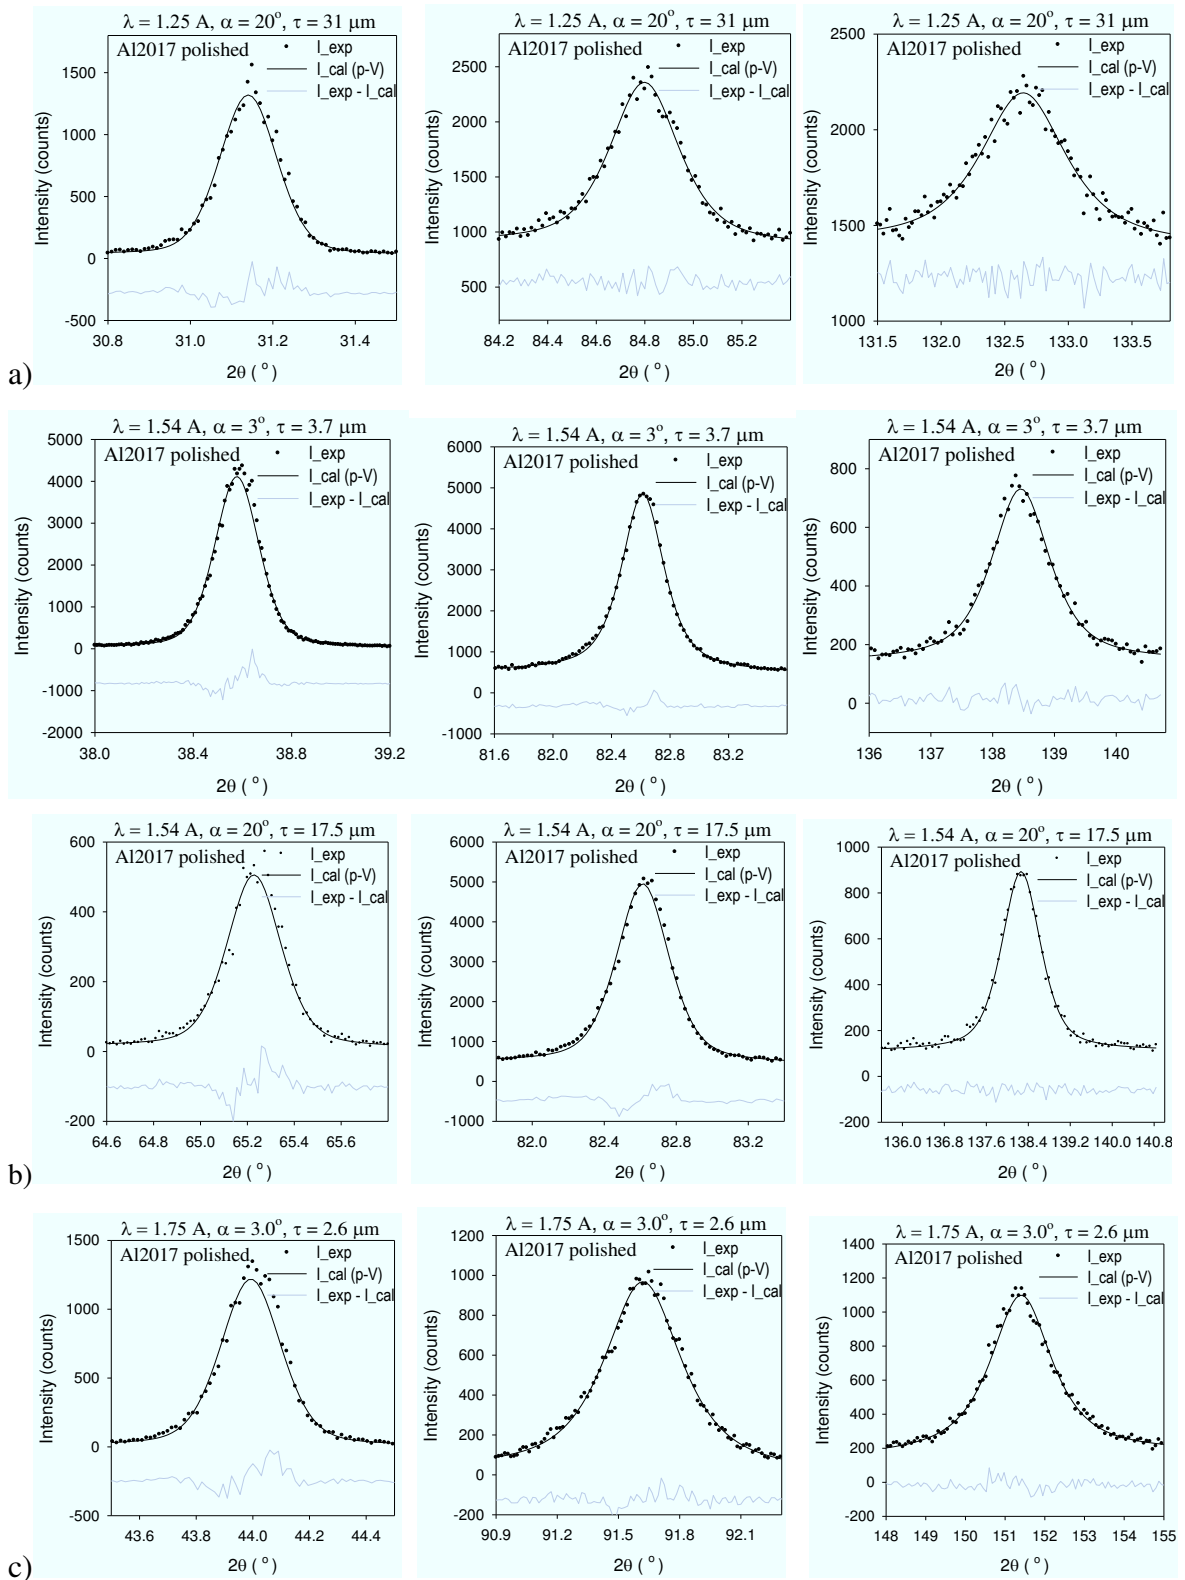 λ = 1.25 A, α = 20°, τ = 31 μm
Al2017 polished
I_exp
I_cal (p-V)
I_exp - I_cal
Intensity (counts)
1500
1000
500
0
-500
30.8 31.0 31.2 31.4
2θ ( ° )
λ = 1.25 A, α = 20°, τ = 31 μm
Al2017 polished
I_exp
I_cal (p-V)
I_exp - I_cal
Intensity (counts)
2500
2000
1500
1000
500
84.2 84.4 84.6 84.8 85.0 85.2
2θ ( ° )
λ = 1.25 A, α = 20°, τ = 31 μm
Al2017 polished
I_exp
I_cal (p-V)
I_exp - I_cal
Intensity (counts)
2500
2000
1500
1000
131.5 132.0 132.5 133.0 133.5
2θ ( ° )
a)
λ = 1.54 A, α = 3°, τ = 3.7 μm
Al2017 polished
I_exp
I_cal (p-V)
I_exp - I_cal
Intensity (counts)
5000
4000
3000
2000
1000
0
-1000
-2000
38.0 38.4 38.8 39.2
2θ ( ° )
λ = 1.54 A, α = 3°, τ = 3.7 μm
Al2017 polished
I_exp
I_cal (p-V)
I_exp - I_cal
Intensity (counts)
6000
5000
4000
3000
2000
1000
0
-1000
81.6 82.0 82.4 82.8 83.2
2θ ( ° )
λ = 1.54 A, α = 3°, τ = 3.7 μm
Al2017 polished
I_exp
I_cal (p-V)
I_exp - I_cal
Intensity (counts)
800
600
400
200
0
136 137 138 139 140
2θ ( ° )
λ = 1.54 A, α = 20°, τ = 17.5 μm
Al2017 polished
I_exp
I_cal (p-V)
I_exp - I_cal
Intensity (counts)
600
400
200
0
-200
64.6 64.8 65.0 65.2 65.4 65.6
2θ ( ° )
λ = 1.54 A, α = 20°, τ = 17.5 μm
Al2017 polished
I_exp
I_cal (p-V)
I_exp - I_cal
Intensity (counts)
6000
5000
4000
3000
2000
1000
0
-1000
82.0 82.4 82.8 83.2
2θ ( ° )
λ = 1.54 A, α = 20°, τ = 17.5 μm
Al2017 polished
I_exp
I_cal (p-V)
I_exp - I_cal
Intensity (counts)
1000
800
600
400
200
0
-200
136.0 136.8 137.6 138.4 139.2 140.0 140.8
2θ ( ° )
b)
λ = 1.75 A, α = 3.0°, τ = 2.6 μm
Al2017 polished
I_exp
I_cal (p-V)
I_exp - I_cal
Intensity (counts)
1500
1000
500
0
-500
43.6 43.8 44.0 44.2 44.4
2θ ( ° )
λ = 1.75 A, α = 3.0°, τ = 2.6 μm
Al2017 polished
I_exp
I_cal (p-V)
I_exp - I_cal
Intensity (counts)
1200
1000
800
600
400
200
0
-200
90.9 91.2 91.5 91.8 92.1
2θ ( ° )
λ = 1.75 A, α = 3.0°, τ = 2.6 μm
Al2017 polished
I_exp
I_cal (p-V)
I_exp - I_cal
Intensity (counts)
1400
1200
1000
800
600
400
200
0
-200
148 149 150 151 152 153 154 155
2θ ( ° )
c)